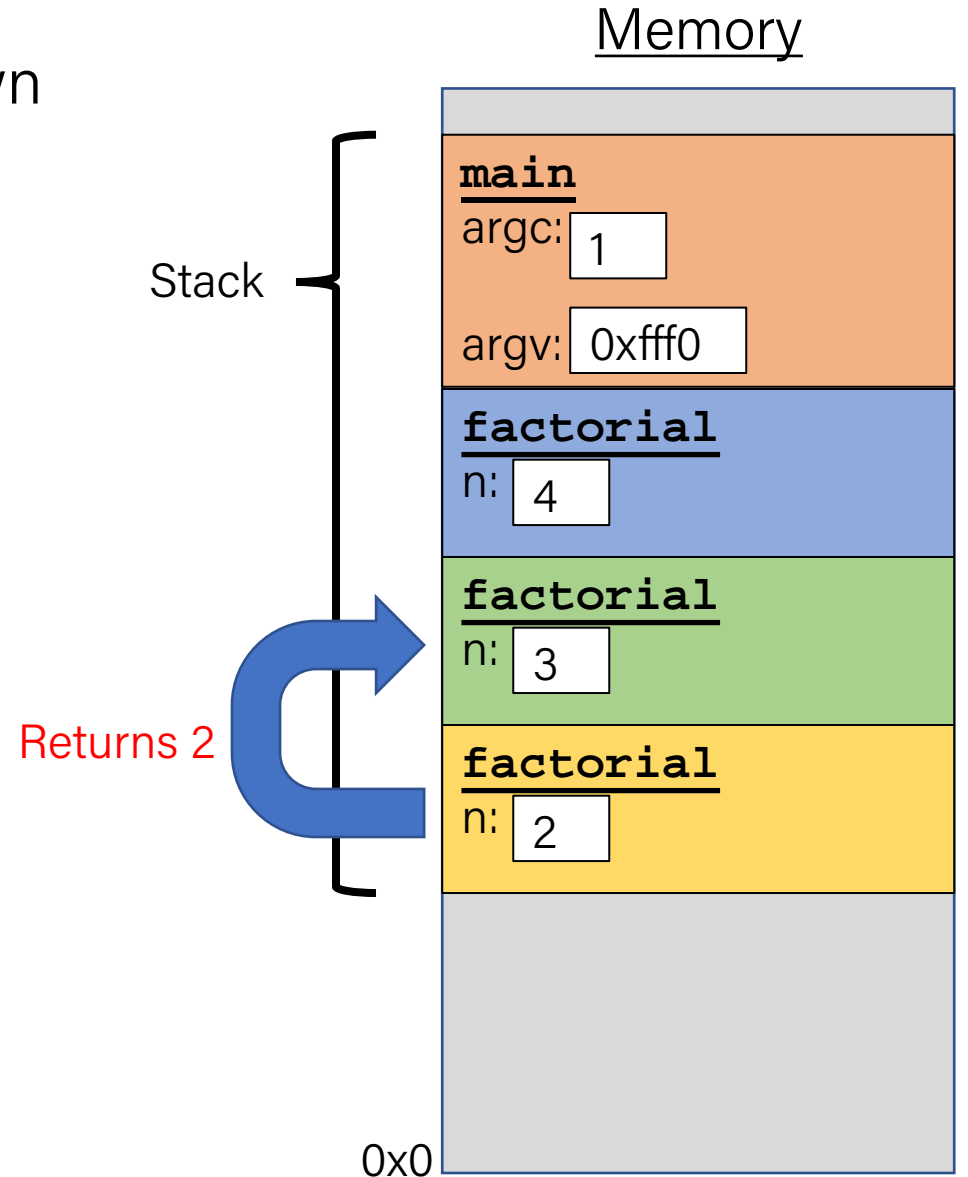 Memory
main
argc: 1
Stack
argv: 0xfff0
factorial
n: 4
factorial
n: 3
Returns 2
factorial
n: 2
0x0